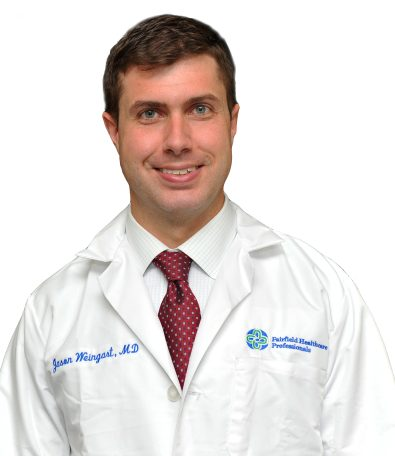 Jason Weingast, MD
Fairfield Healthcare
Professionals